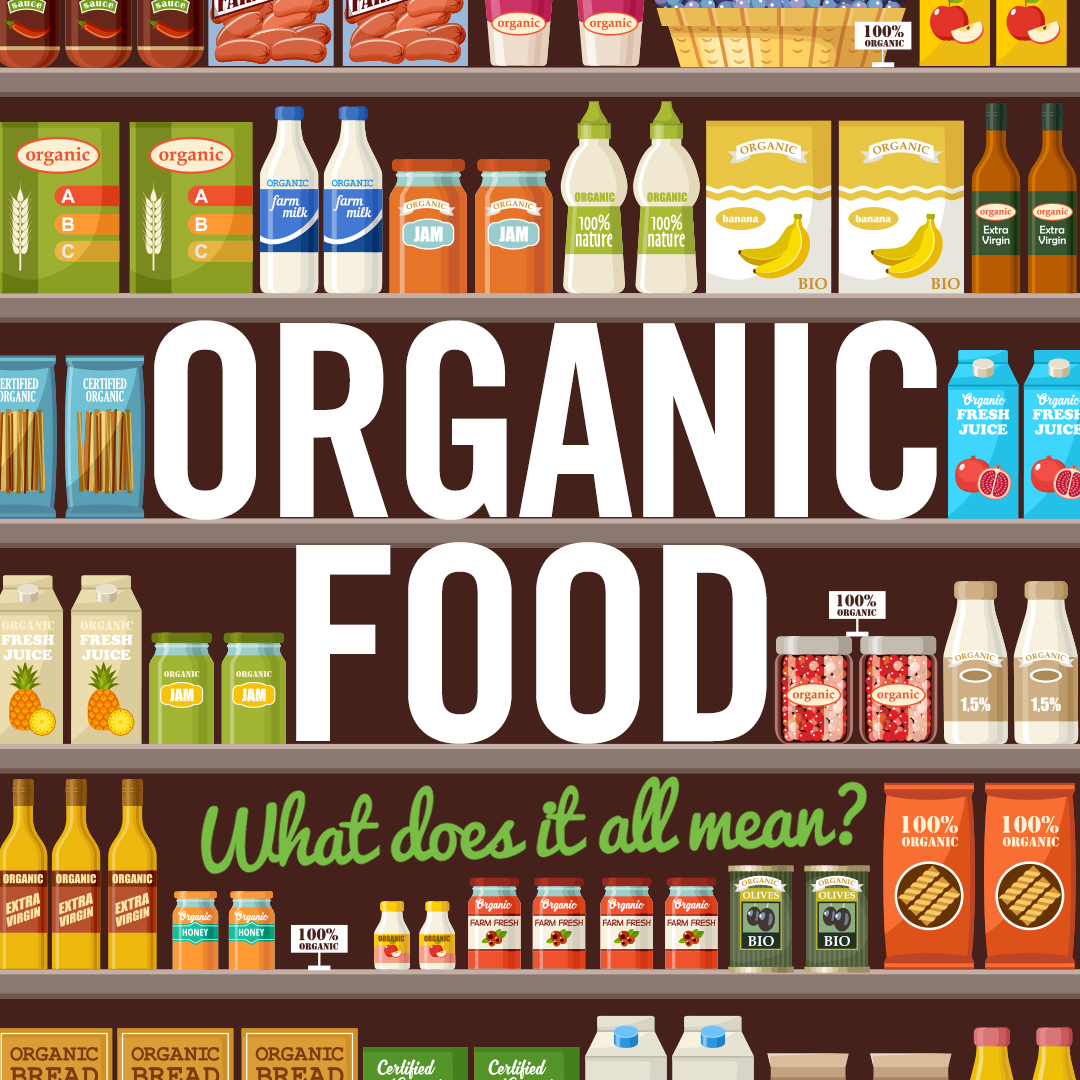 sauce
sauce
sauce
organic
organic
100%
ORGANIC
organic
A
B
C
organic
A
B
C
ORGANIC
farm
milk
ORGANIC
farm
milk
ORGANIC
JAM
ORGANIC
JAM
ORGANIC
100%
nature
ORGANIC
100%
nature
ORGANIC
banana
BIO
ORGANIC
banana
BIO
organic
Extra
Virgin
organic
Extra
Virgin
CERTIFIED
ORGANIC
ORGANIC
Organic
FRESH
JUICE
Organic
FRESH
JUICE
FOOD
ORGANIC
FRESH
JUICE
ORGANIC
FRESH
JUICE
ORGANIC
JAM
ORGANIC
JAM
100%
ORGANIC
organic
organic
ORGANIC
1,5%
ORGANIC
1,5%
What does it all mean?
ORGANIC
EXTRA
VIRGIN
ORGANIC
EXTRA
VIRGIN
ORGANIC
EXTRA
VIRGIN
Organic
HONEY
Organic
HONEY
100%
ORGANIC
ORGANIC
ORGANIC
Organic
FARM FRESH
Organic
FARM FRESH
Organic
FARM FRESH
Organic
FARM FRESH
ORGANIC
OLIVES
BIO
ORGANIC
OLIVES
BIO
100%
ORGANIC
100%
ORGANIC
ORGANIC
BREAD
ORGANIC
BREAD
ORGANIC
BREAD
Certified
Certified